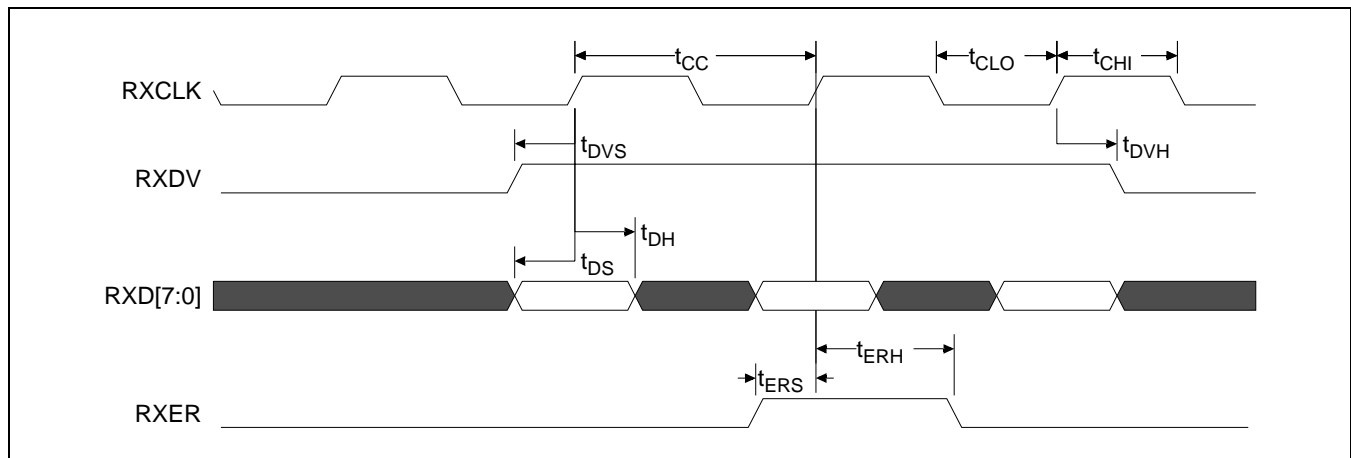 tCC
tCLO
tCHI
RXCLK
tDVS
tDVH
RXDV
tDH
tDS
RXD[7:0]
tERH
tERS
RXER